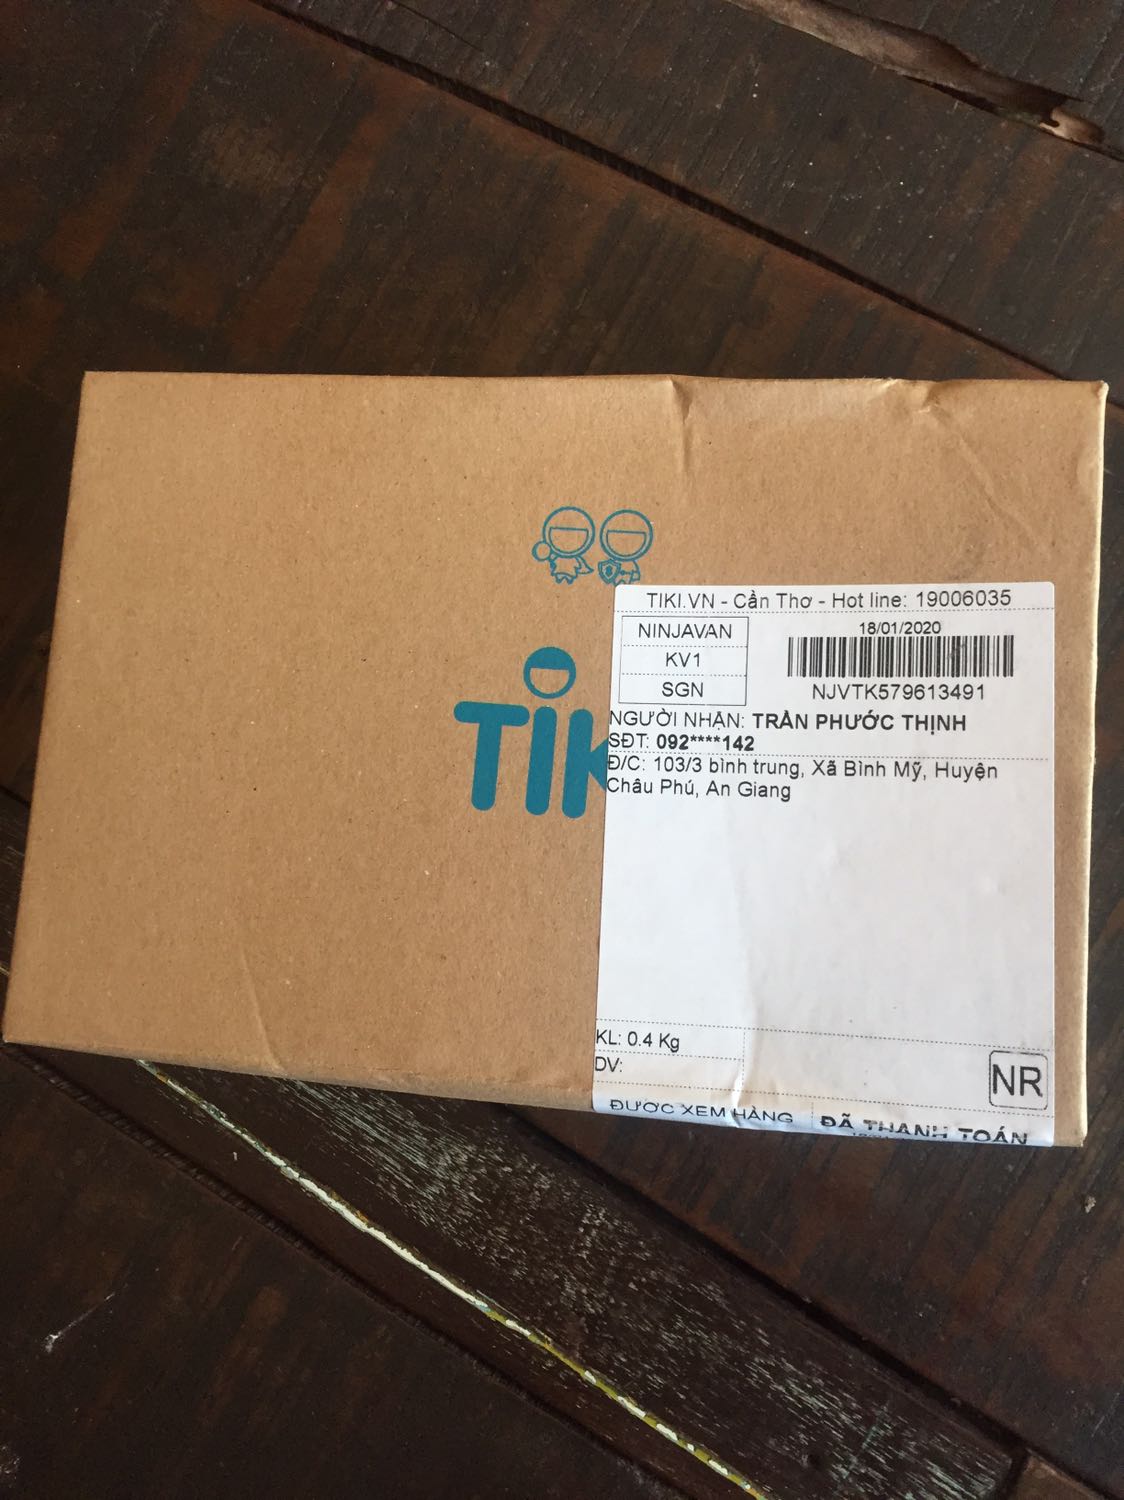 TIK
TIKI.VN - Cần Thơ - Hot line: 19006035
NINJAVAN
KV1
SGN
18/01/2020
NJVTK579613491
NGƯỜI NHẬN: TRẦN PHƯỚC THỊNH
SĐT: 092****142
Đ/C: 103/3 bình trung, Xã Bình Mỹ, Huyện
Châu Phú, An Giang
KL: 0.4 Kg
DV:
NR
ĐƯỢC XEM HÀNG
ĐÃ THANH TOÁN